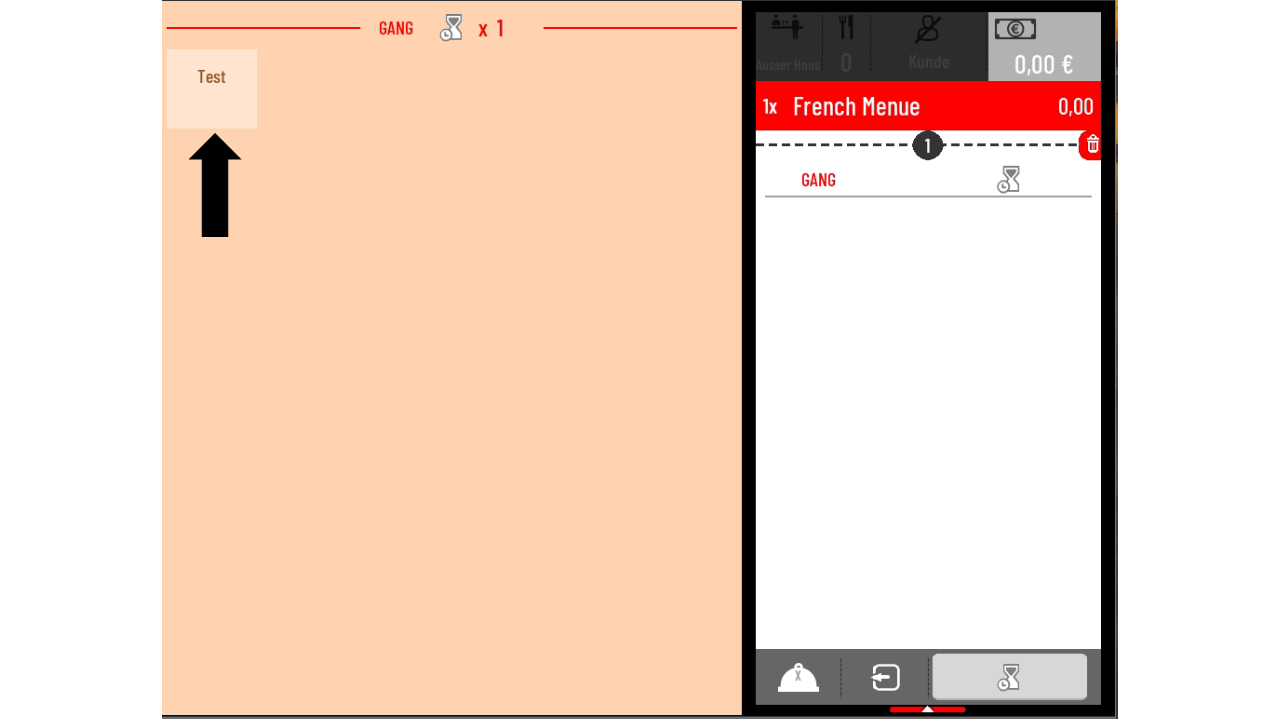 GANG x 1
Test
Ausser Haus
0
Kunde
0,00 €
1x French Menue 0,00
1
GANG
X